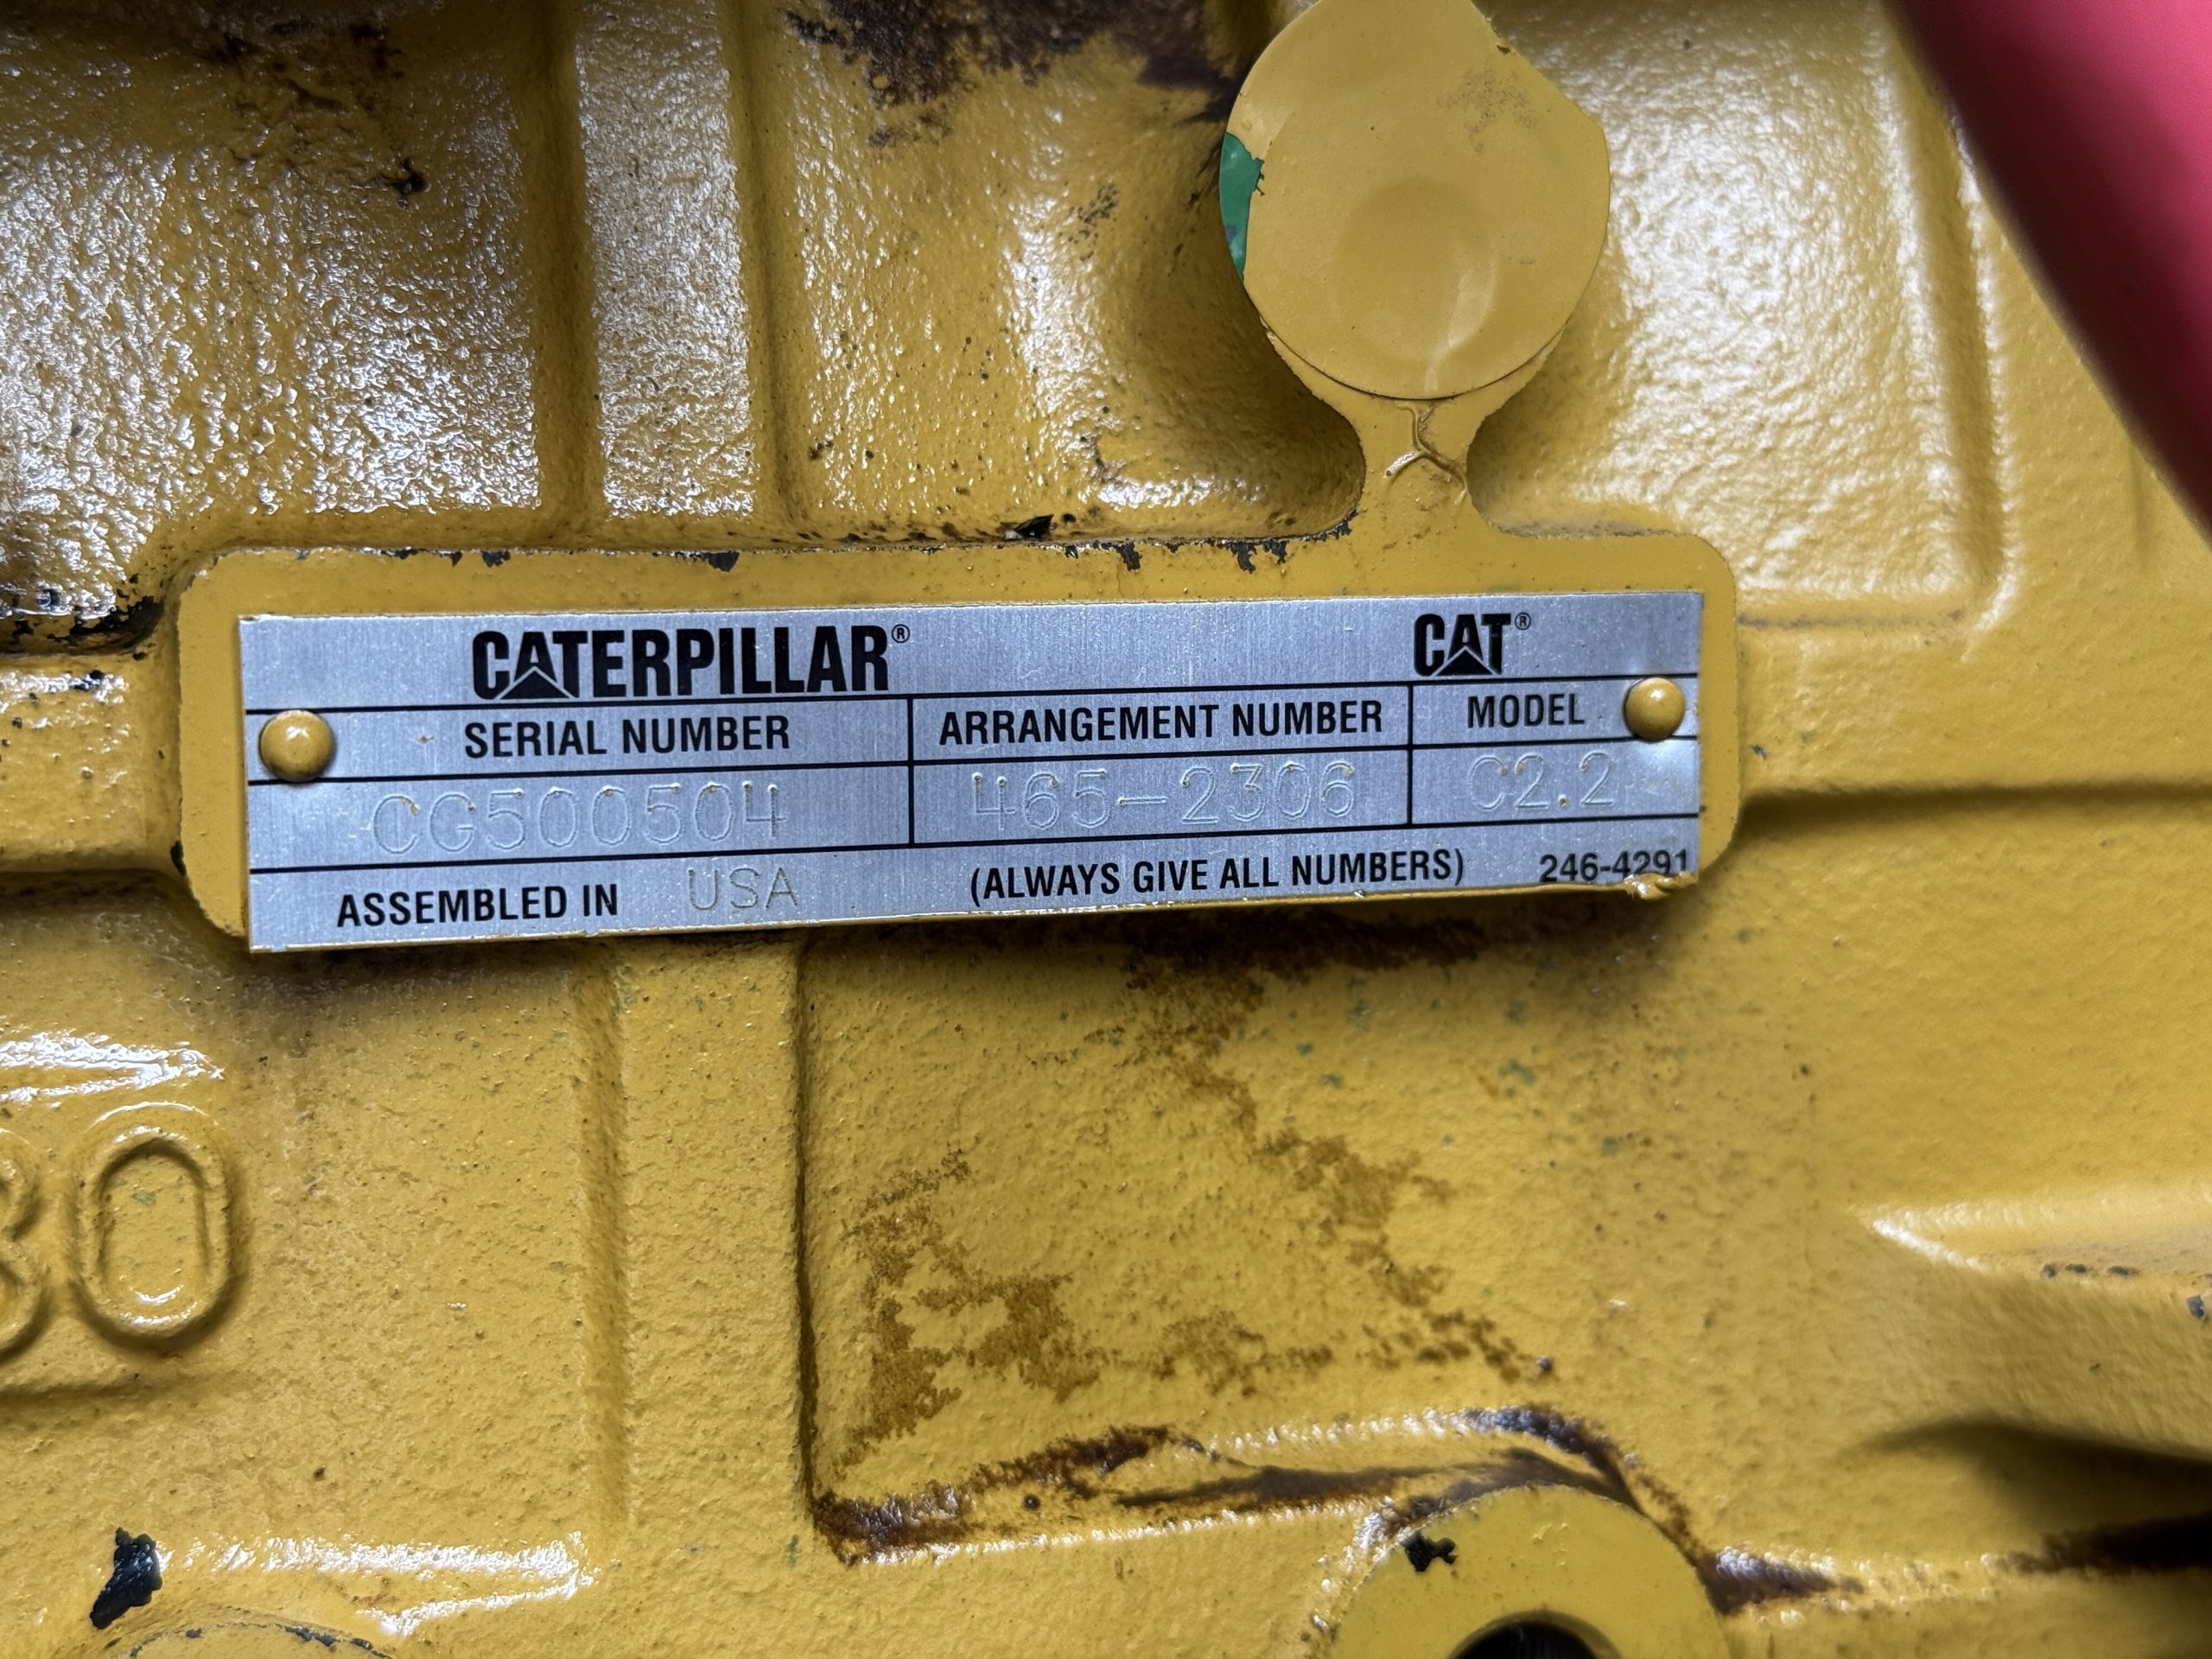 CATERPILLAR® CAT®
SERIAL NUMBER ARRANGEMENT NUMBER MODEL
CG500504 465-2306 C2.2
ASSEMBLED IN USA (ALWAYS GIVE ALL NUMBERS) 246-4291